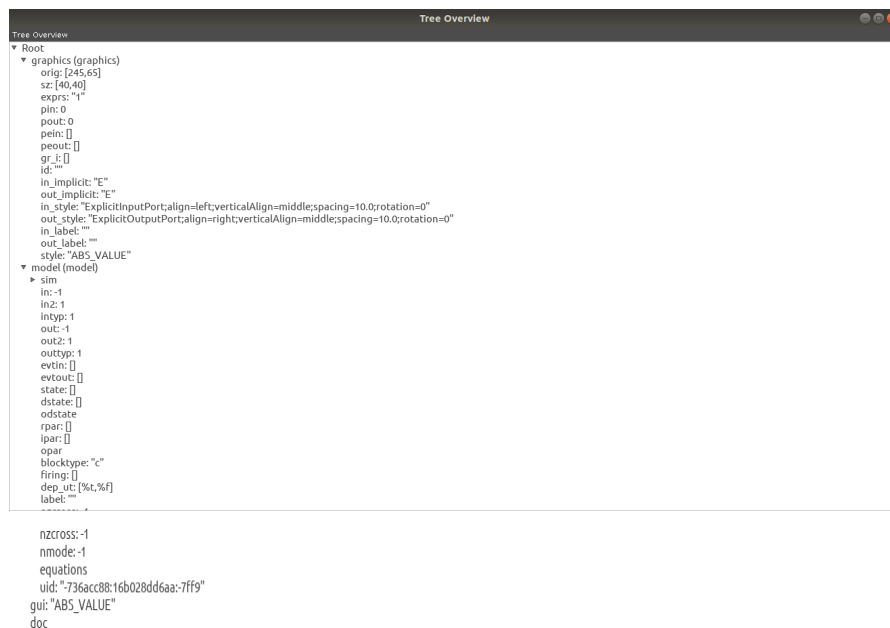 Tree Overview
Tree Overview
Root
graphics (graphics)
orig: [245,65]
sz: [40,40]
exprs: "1"
pin: 0
pout: 0
pein: []
peout: []
gr_i: []
id: ""
in_implicit: "E"
out_implicit: "E"
in_style: "ExplicitInputPort;align=left;verticalAlign=middle;spacing=10.0;rotation=0"
out_style: "ExplicitOutputPort;align=right;verticalAlign=middle;spacing=10.0;rotation=0"
in_label: ""
out_label: ""
style: "ABS_VALUE"
model (model)
sim
in: -1
in2: 1
intyp: 1
out: -1
out2: 1
outtyp: 1
evtin: []
evtout: []
state: []
dstate: []
odstate
rpar: []
ipar: []
opar
blocktype: "c"
firing: []
dep_ut: [%t,%f]
label: ""
nzcross: -1
nmode: -1
equations
uid: "-736acc88:16b028dd6aa:-7ff9"
gui: "ABS_VALUE"
doc